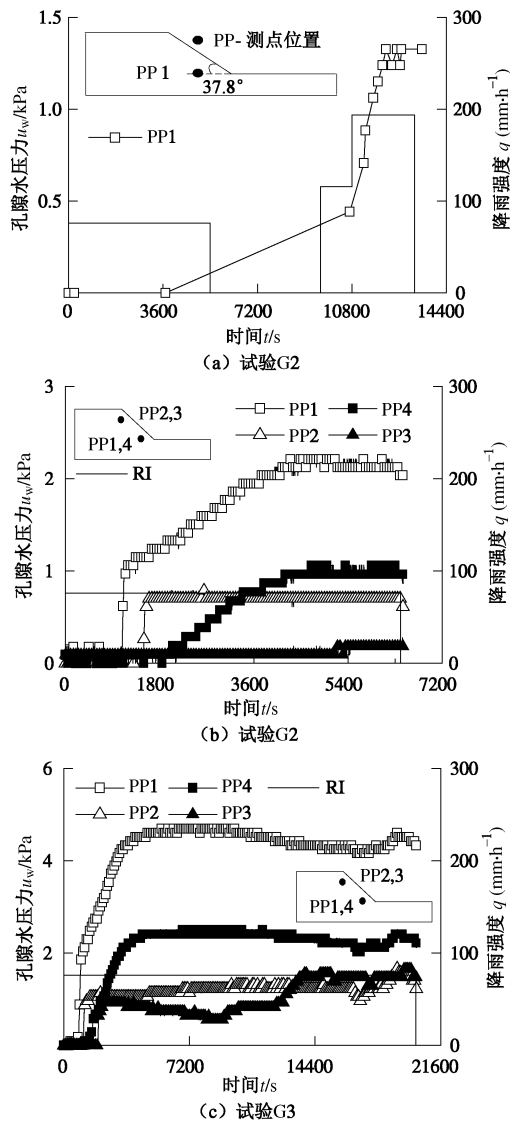 孔隙水压力uw/kPa
1.5
1.0
0.5
0
300
200
100
0
降雨强度 q (mm·h⁻¹)
PP- 测点位置
PP 1
37.8°
PP1
0 3600 7200 10800 14400
时间t/s
(a) 试验G2
孔隙水压力uw/kPa
3
2
1
0
300
200
100
0
降雨强度 q (mm·h⁻¹)
PP2,3
PP1,4
RI
PP1 PP4
PP2 PP3
0 1800 3600 5400 7200
时间t/s
(b) 试验G2
孔隙水压力uw/kPa
6
4
2
0
300
200
100
0
降雨强度 q (mm·h⁻¹)
PP1 PP4 RI
PP2 PP3
PP2,3
PP1,4
0 7200 14400 21600
时间t/s
(c) 试验G3